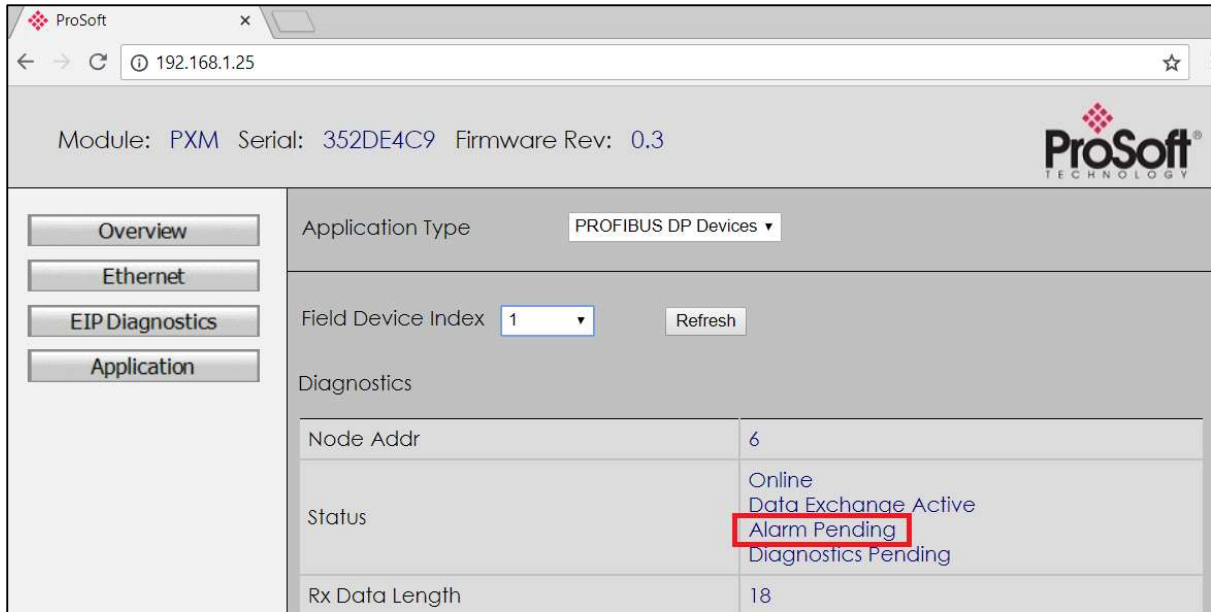 ProSoft
192.168.1.25
Module: PXM Serial: 352DE4C9 Firmware Rev: 0.3
ProSoft®
TECHNOLOGY
Overview
Ethernet
EIP Diagnostics
Application
Application Type PROFIBUS DP Devices
Field Device Index 1 Refresh
Diagnostics
Node Addr 6
Status
Online
Data Exchange Active
Alarm Pending
Diagnostics Pending
Rx Data Length 18